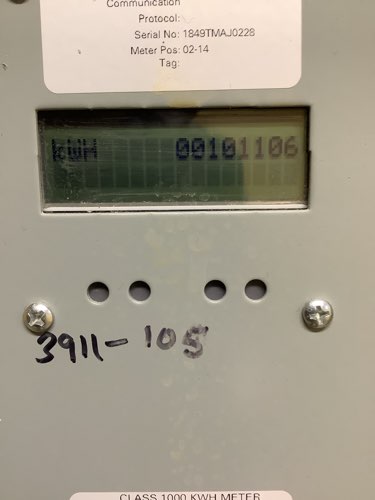 Communication
Protocol:
Serial No: 1849TMAJ0228
Meter Pos: 02-14
Tag:
kWH 00101106
3911-105
CLASS 1000 KWH METER